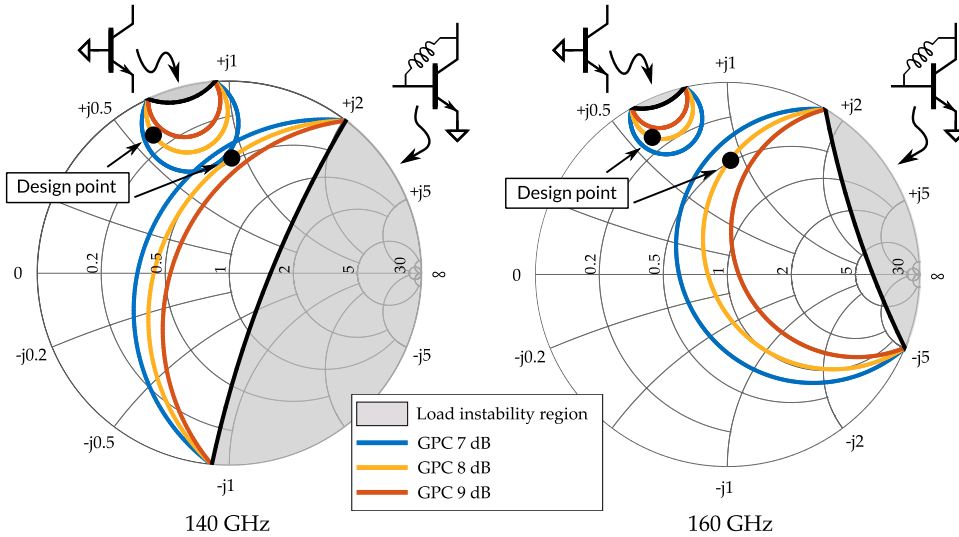 +j1
+j0.5
+j2
+j5
Design point
0
0.2
0.5
1
2
5
30
∞
-j0.2
-j5
-j0.5
-j1
140 GHz
+j1
+j0.5
+j2
+j5
Design point
0
0.2
0.5
1
2
5
30
∞
-j0.2
-j5
-j0.5
-j2
-j1
160 GHz
Load instability region
GPC 7 dB
GPC 8 dB
GPC 9 dB